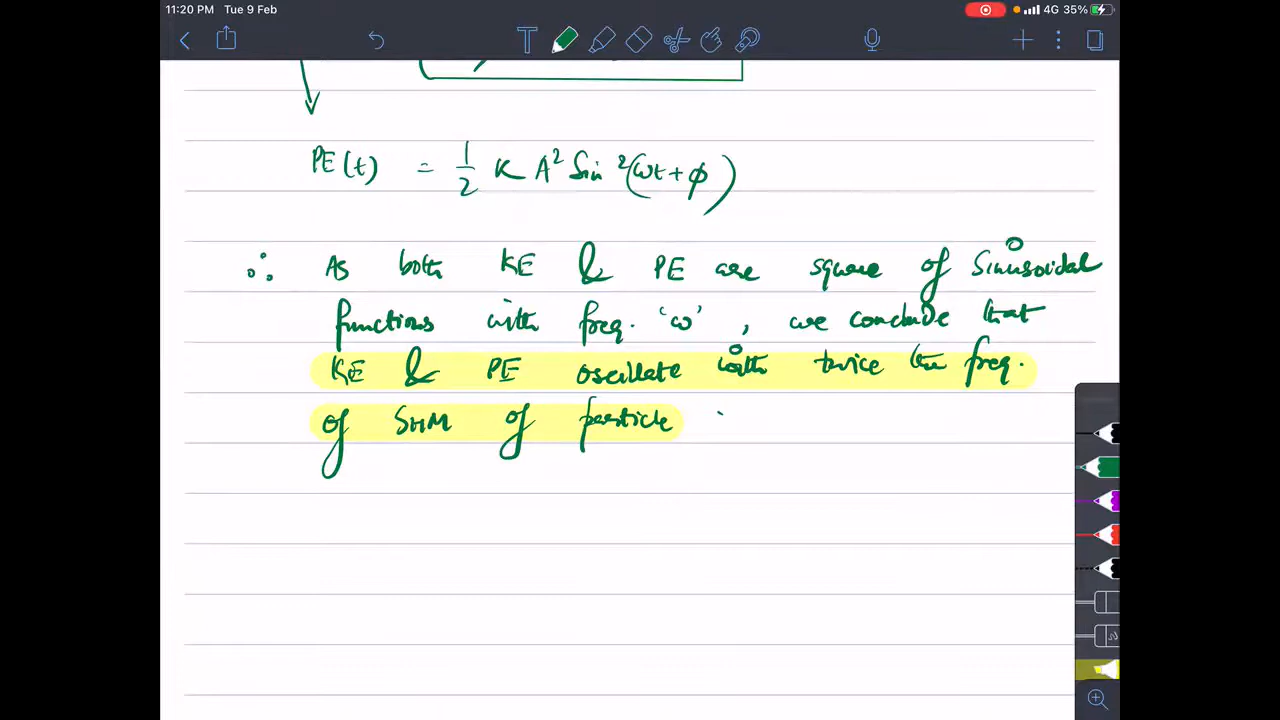 11:20 PM Tue 9 Feb 4G 35%
PE(t) = 1/2 K A² Sin²(ωt + φ)
∴ As both KE & PE are square of Sinusoidal
functions with freq. 'ω', we conclude that
KE & PE oscillate with twice the freq.
of SHM of particle